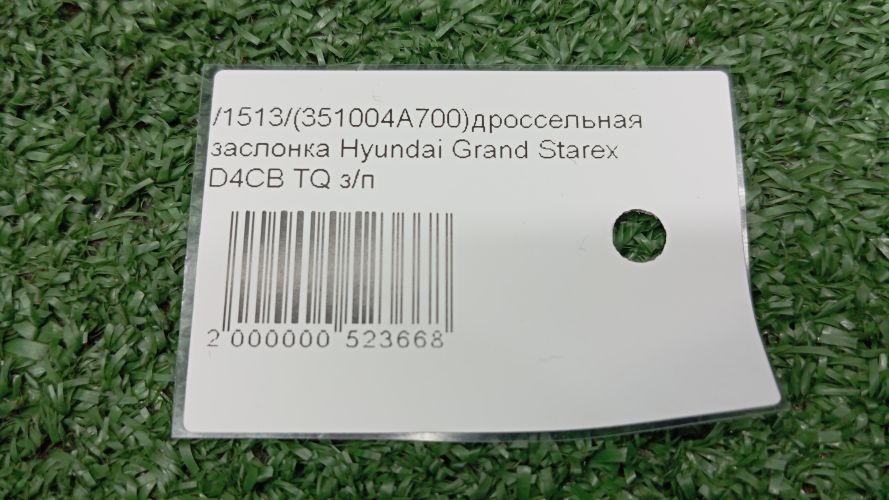 /1513/(351004A700)дроссельная
заслонка Hyundai Grand Starex
D4CB TQ з/п
2 000000 523668